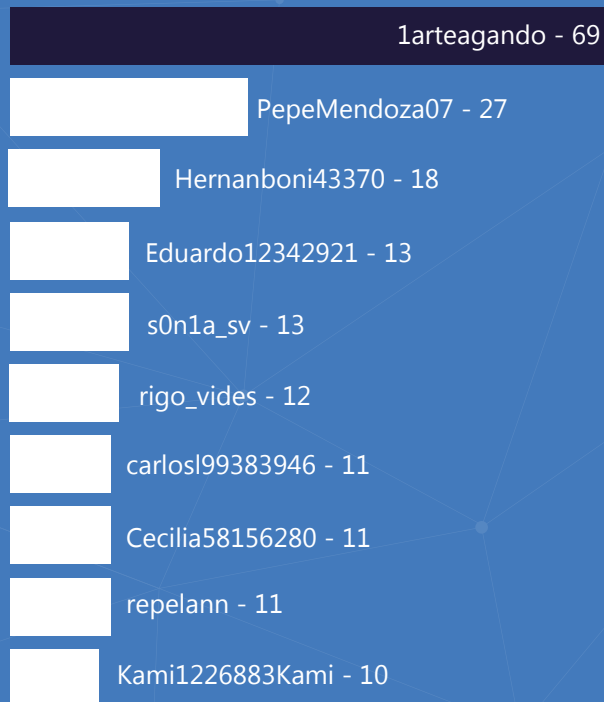 1arteagando - 69
PepeMendoza07 - 27
Hernanboni43370 - 18
Eduardo12342921 - 13
s0n1a_sv - 13
rigo_vides - 12
carlosl99383946 - 11
Cecilia58156280 - 11
repelann - 11
Kami1226883Kami - 10